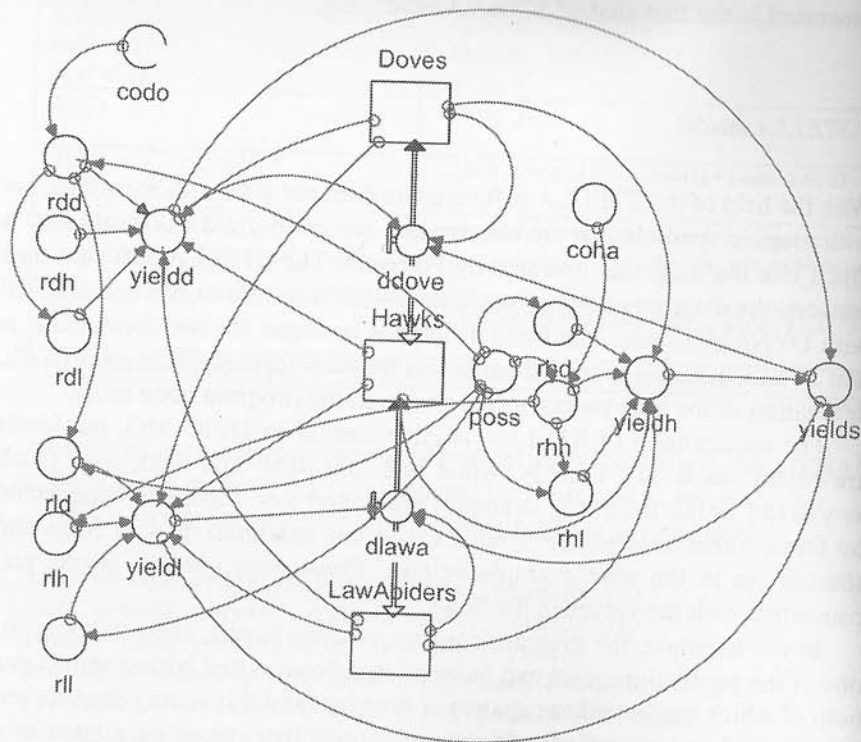 Doves
codo
rdd
coha
rdh
yieldd
ddove
Hawks
rdl
rhd
poss
rhh
yieldh
yields
rld
rhl
rlh
yieldl
dlawa
LawAbiders
rll